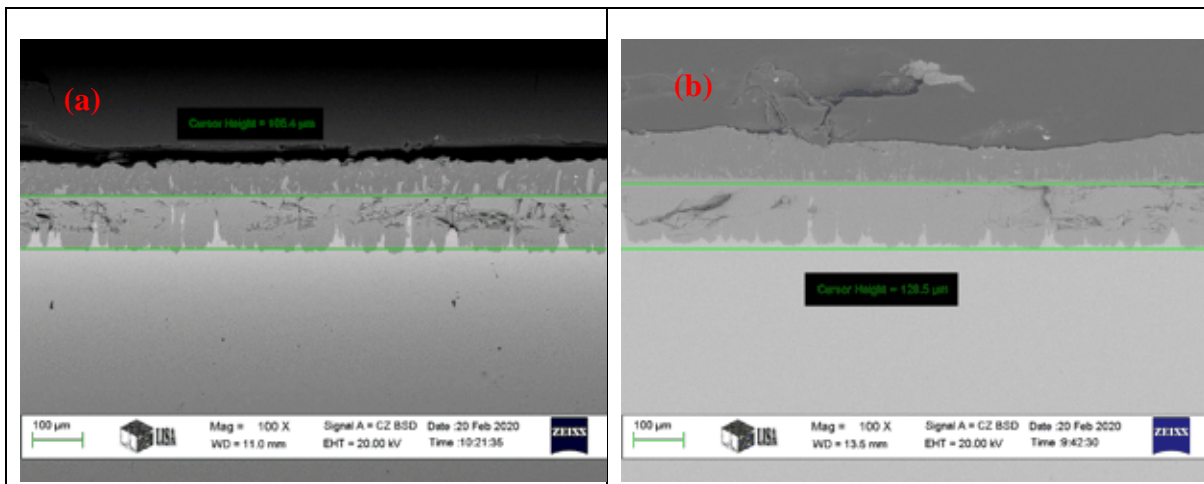 (a)
Cursor Height = 105.4 µm
100 µm
LISA
Mag = 100 X
WD = 11.0 mm
Signal A = CZ BSD
EHT = 20.00 kV
Date :20 Feb 2020
Time :10:21:35
ZEISS
(b)
Cursor Height = 128.5 µm
100 µm
LISA
Mag = 100 X
WD = 13.5 mm
Signal A = CZ BSD
EHT = 20.00 kV
Date :20 Feb 2020
Time :9:42:30
ZEISS